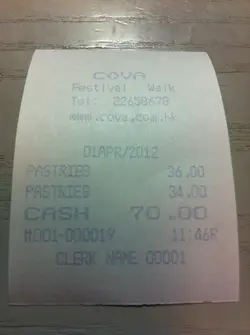 COVA
Festival Walk
Tel: 22658678
www.cova.com.hk
01APR/2012
PASTRIES 36.00
PASTRIES 34.00
CASH 70.00
#001-000019 11:46R
CLERK NAME 00001